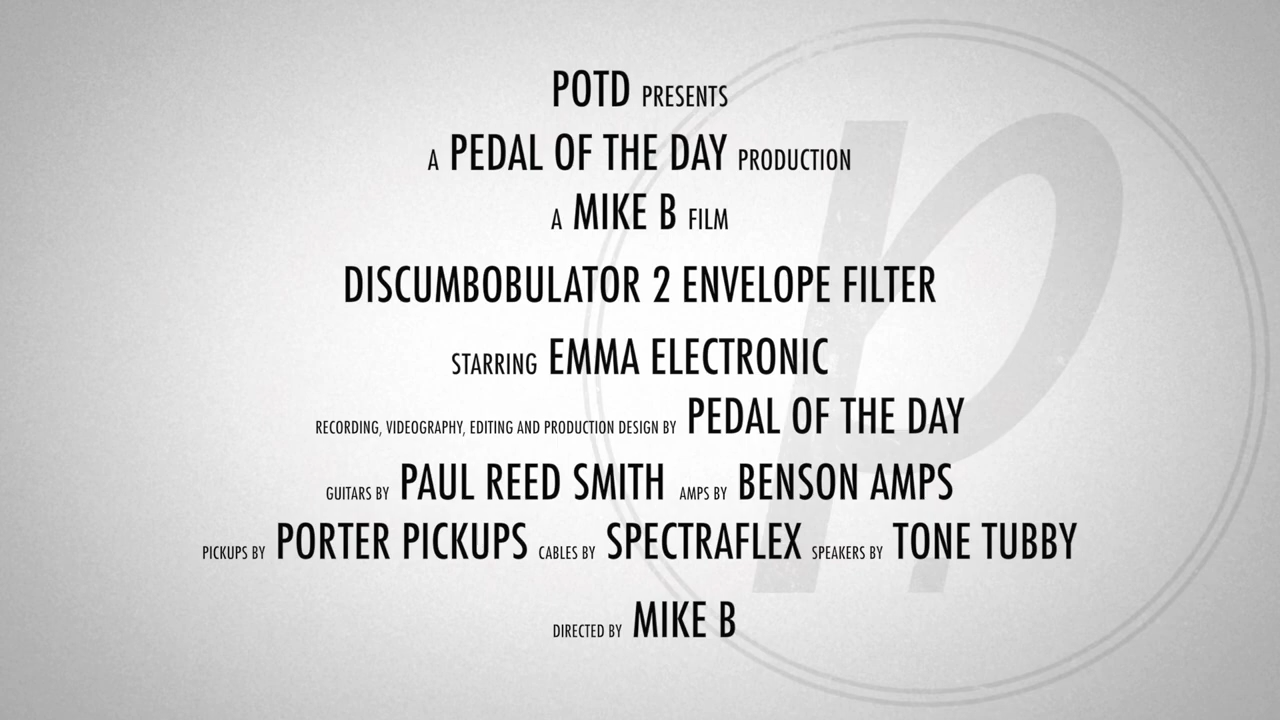 POTD PRESENTS
A PEDAL OF THE DAY PRODUCTION
A MIKE B FILM
DISCUMBOBULATOR 2 ENVELOPE FILTER
STARRING EMMA ELECTRONIC
RECORDING, VIDEOGRAPHY, EDITING AND PRODUCTION DESIGN BY PEDAL OF THE DAY
GUITARS BY PAUL REED SMITH AMPS BY BENSON AMPS
PICKUPS BY PORTER PICKUPS CABLES BY SPECTRAFLEX SPEAKERS BY TONE TUBBY
DIRECTED BY MIKE B